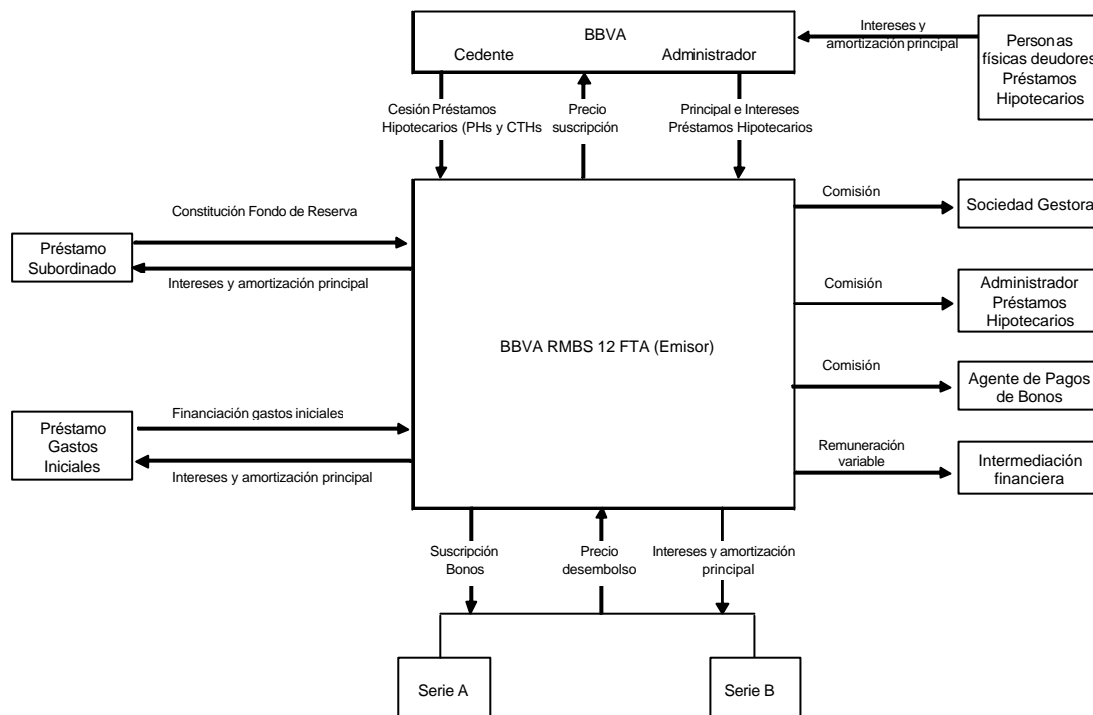 BBVA
Cedente
Administrador
Intereses y
amortización principal
Personas
físicas deudores
Préstamos
Hipotecarios
Cesión Préstamos
Hipotecarios (PHs y CTHs
Precio
suscripción
Principal e Intereses
Préstamos Hipotecarios
Constitución Fondo de Reserva
Préstamo
Subordinado
Intereses y amortización principal
Comisión
Sociedad Gestora
Comisión
Administrador
Préstamos
Hipotecarios
BBVA RMBS 12 FTA (Emisor)
Comisión
Agente de Pagos
de Bonos
Financiación gastos iniciales
Préstamo
Gastos
Iniciales
Intereses y amortización principal
Remuneración
variable
Intermediación
financiera
Suscripción
Bonos
Precio
desembolso
Intereses y amortización
principal
Serie A
Serie B